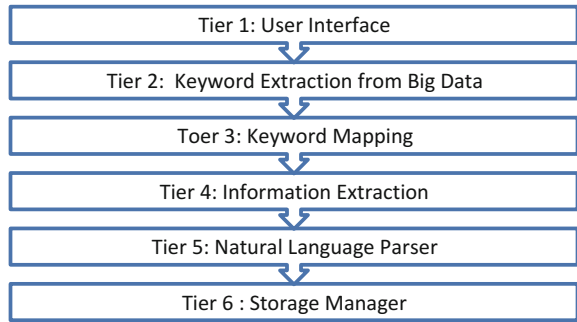 Tier 1: User Interface
Tier 2:  Keyword Extraction from Big Data
Toer 3: Keyword Mapping
Tier 4: Information Extraction
Tier 5: Natural Language Parser
Tier 6 : Storage Manager